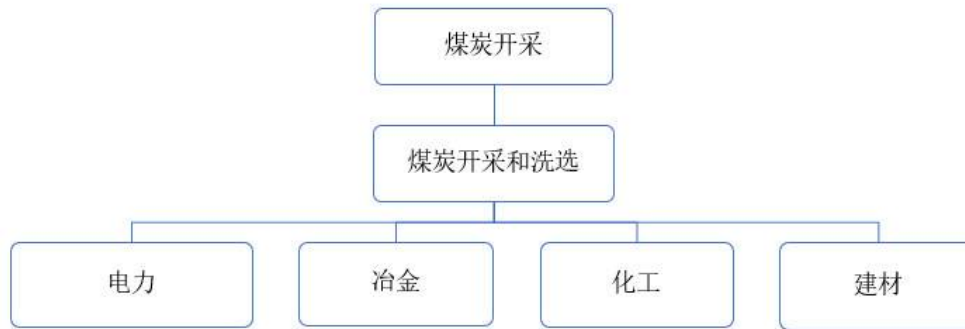 煤炭开采
煤炭开采和洗选
电力
冶金
化工
建材